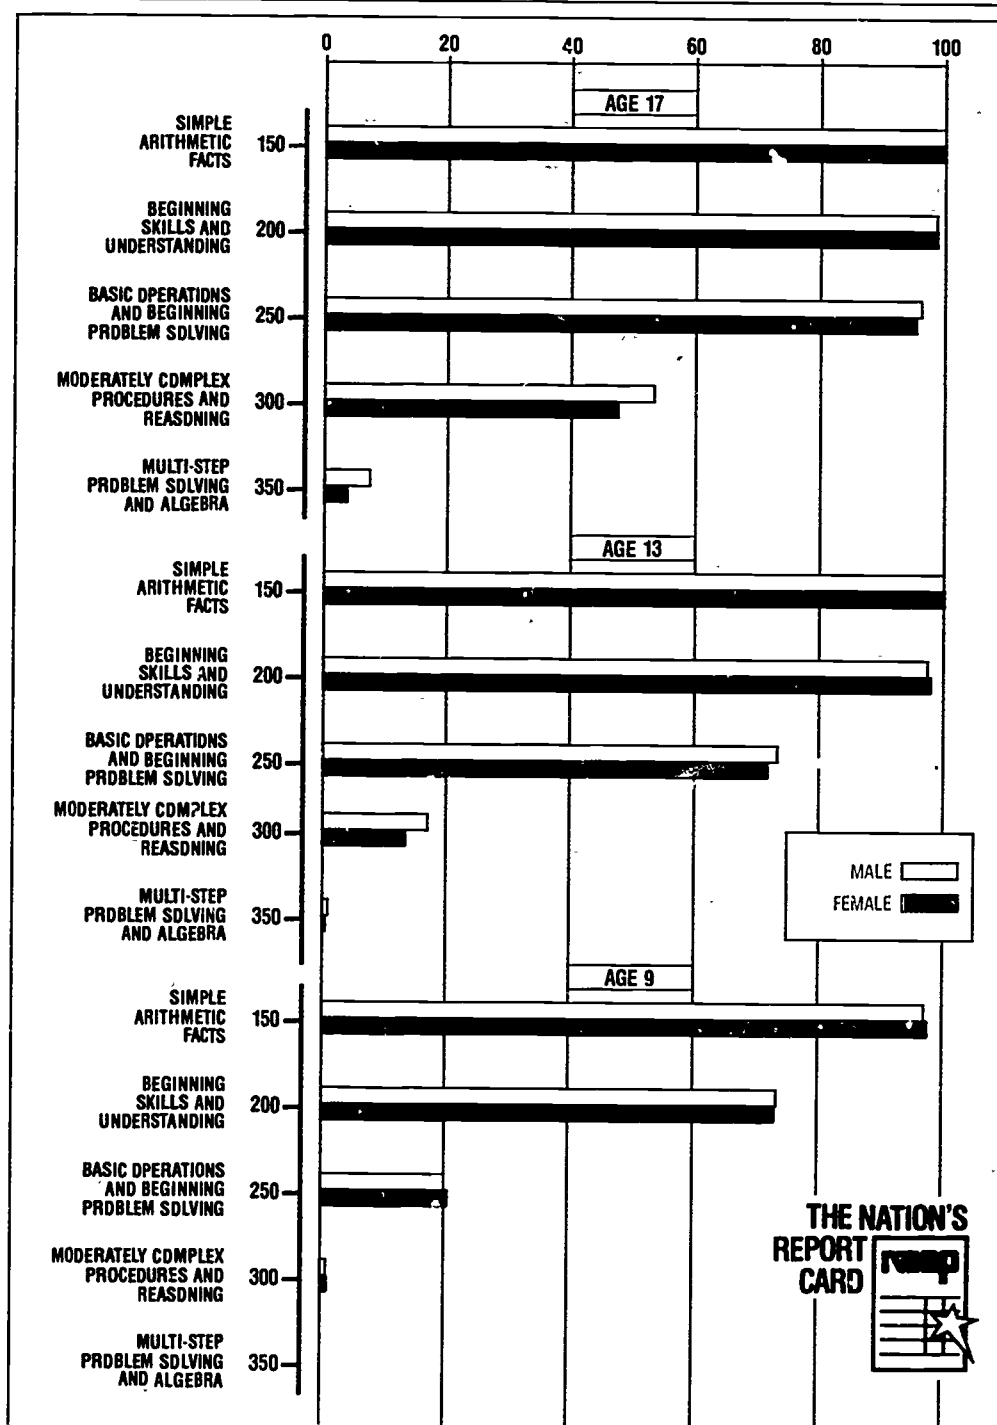 0 20 40 60 80 100
AGE 17
SIMPLE
ARITHMETIC
FACTS
150
BEGINNING
SKILLS AND
UNDERSTANDING
200
BASIC OPERATIONS
AND BEGINNING
PROBLEM SOLVING
250
MODERATELY COMPLEX
PROCEDURES AND
REASONING
300
MULTI-STEP
PROBLEM SOLVING
AND ALGEBRA
350
AGE 13
SIMPLE
ARITHMETIC
FACTS
150
BEGINNING
SKILLS AND
UNDERSTANDING
200
BASIC OPERATIONS
AND BEGINNING
PROBLEM SOLVING
250
MODERATELY COMPLEX
PROCEDURES AND
REASONING
300
MULTI-STEP
PROBLEM SOLVING
AND ALGEBRA
350
MALE
FEMALE
AGE 9
SIMPLE
ARITHMETIC
FACTS
150
BEGINNING
SKILLS AND
UNDERSTANDING
200
BASIC OPERATIONS
AND BEGINNING
PROBLEM SOLVING
250
MODERATELY COMPLEX
PROCEDURES AND
REASONING
300
MULTI-STEP
PROBLEM SOLVING
AND ALGEBRA
350
THE NATION'S
REPORT
CARD
naep